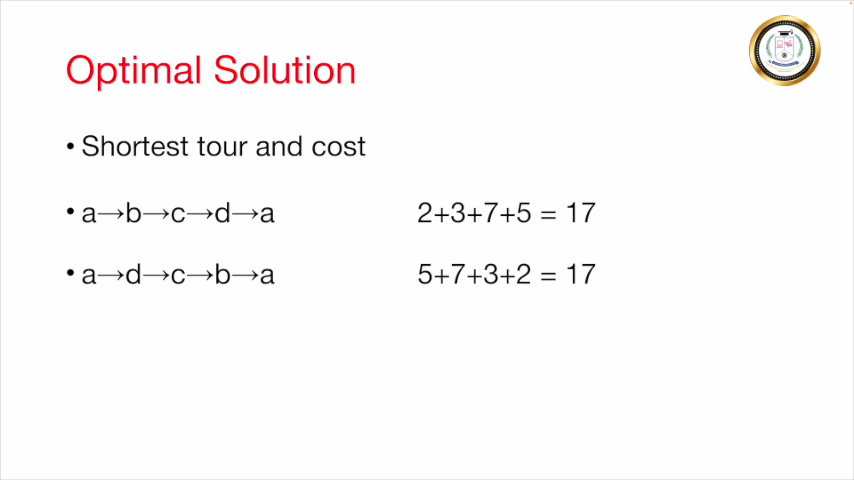 Optimal Solution
• Shortest tour and cost
• a→b→c→d→a 2+3+7+5 = 17
• a→d→c→b→a 5+7+3+2 = 17